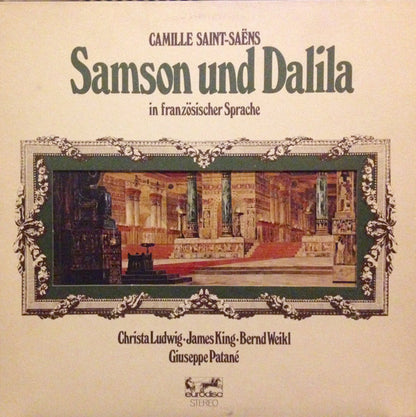 CAMILLE SAINT-SAËNS
Samson und Dalila
in französischer Sprache
Christa Ludwig·James King·Bernd Weikl
Giuseppe Patané
eurodisc
STEREO